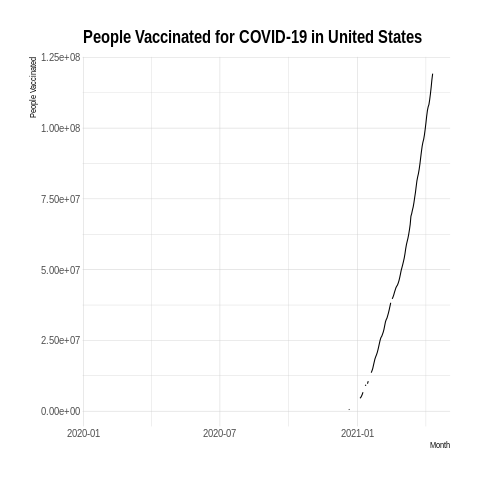 People Vaccinated for COVID-19 in United States
People Vaccinated
1.25e+08
1.00e+08
7.50e+07
5.00e+07
2.50e+07
0.00e+00
2020-01
2020-07
2021-01
Month